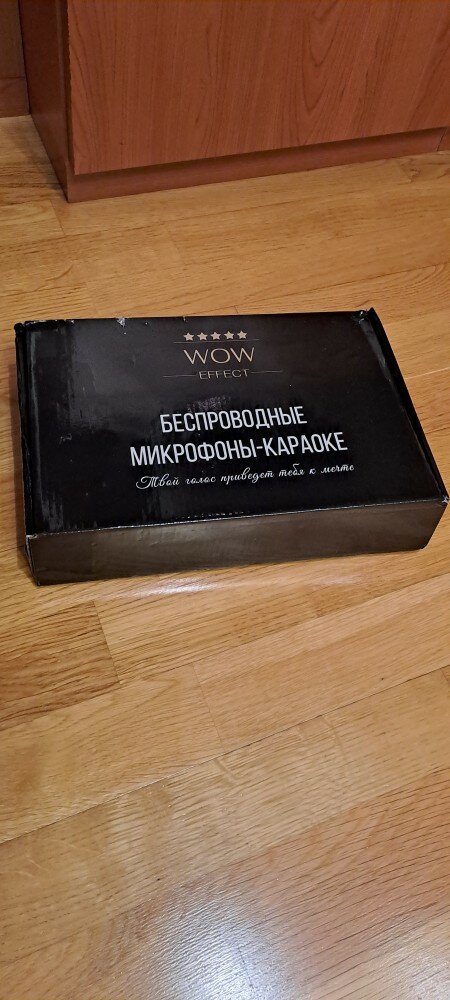 WOW
EFFECT
БЕСПРОВОДНЫЕ
МИКРОФОНЫ-КАРАОКЕ
Твой голос приведет тебя к мечте